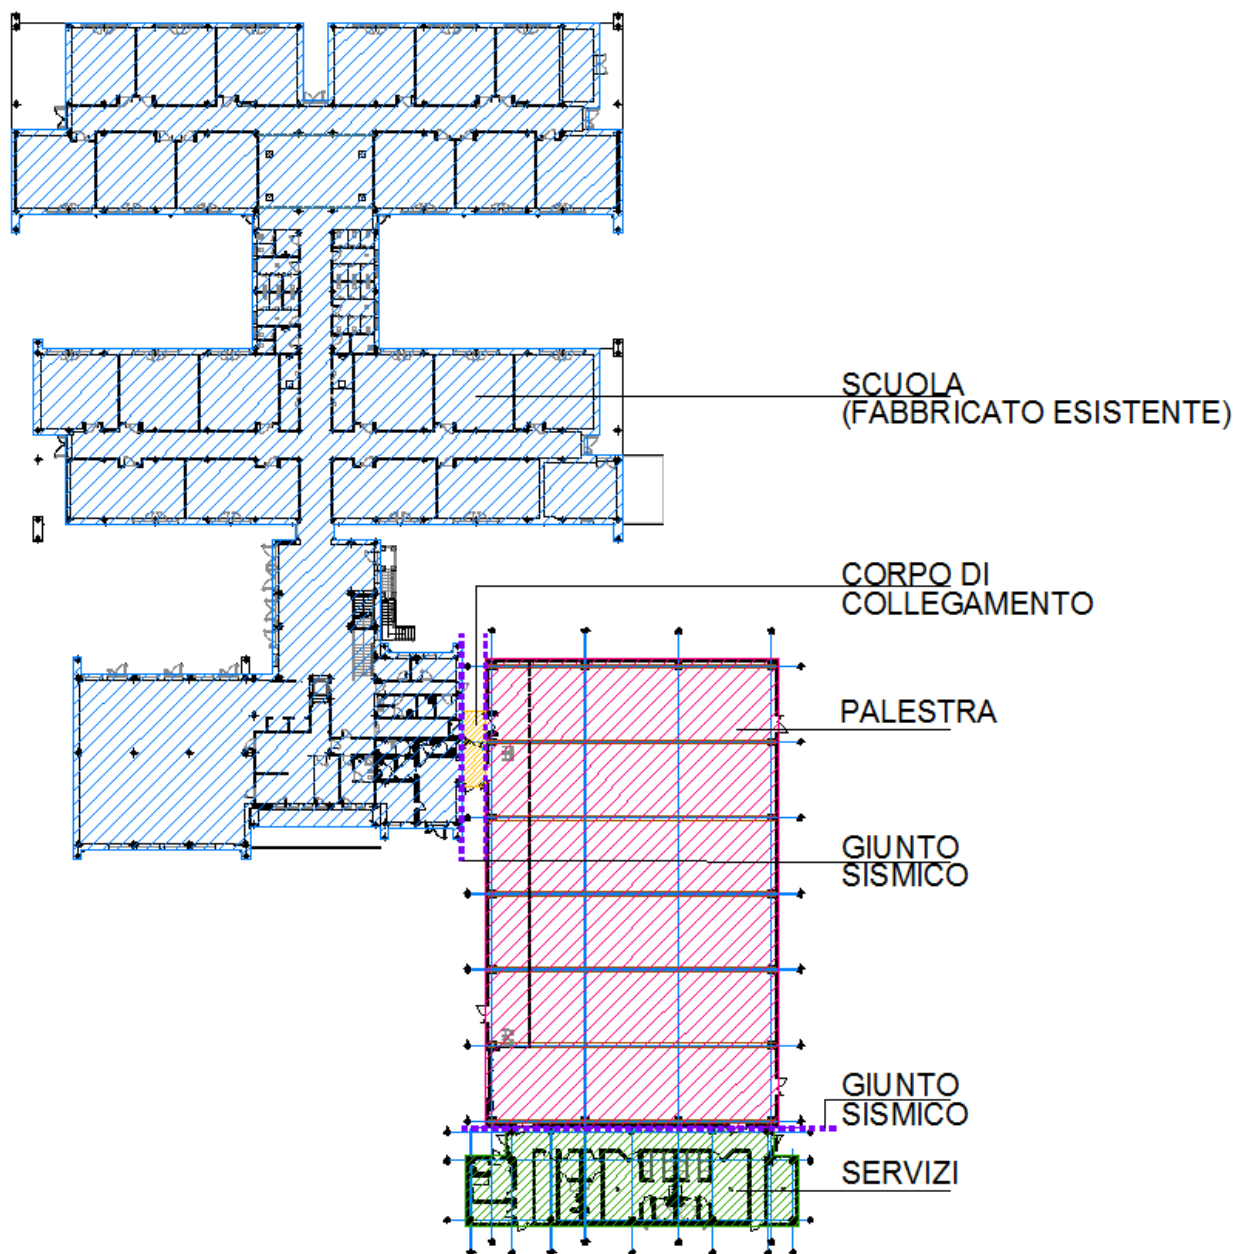 SCUOLA
(FABBRICATO ESISTENTE)
CORPO DI
COLLEGAMENTO
PALESTRA
GIUNTO
SISMICO
GIUNTO
SISMICO
SERVIZI